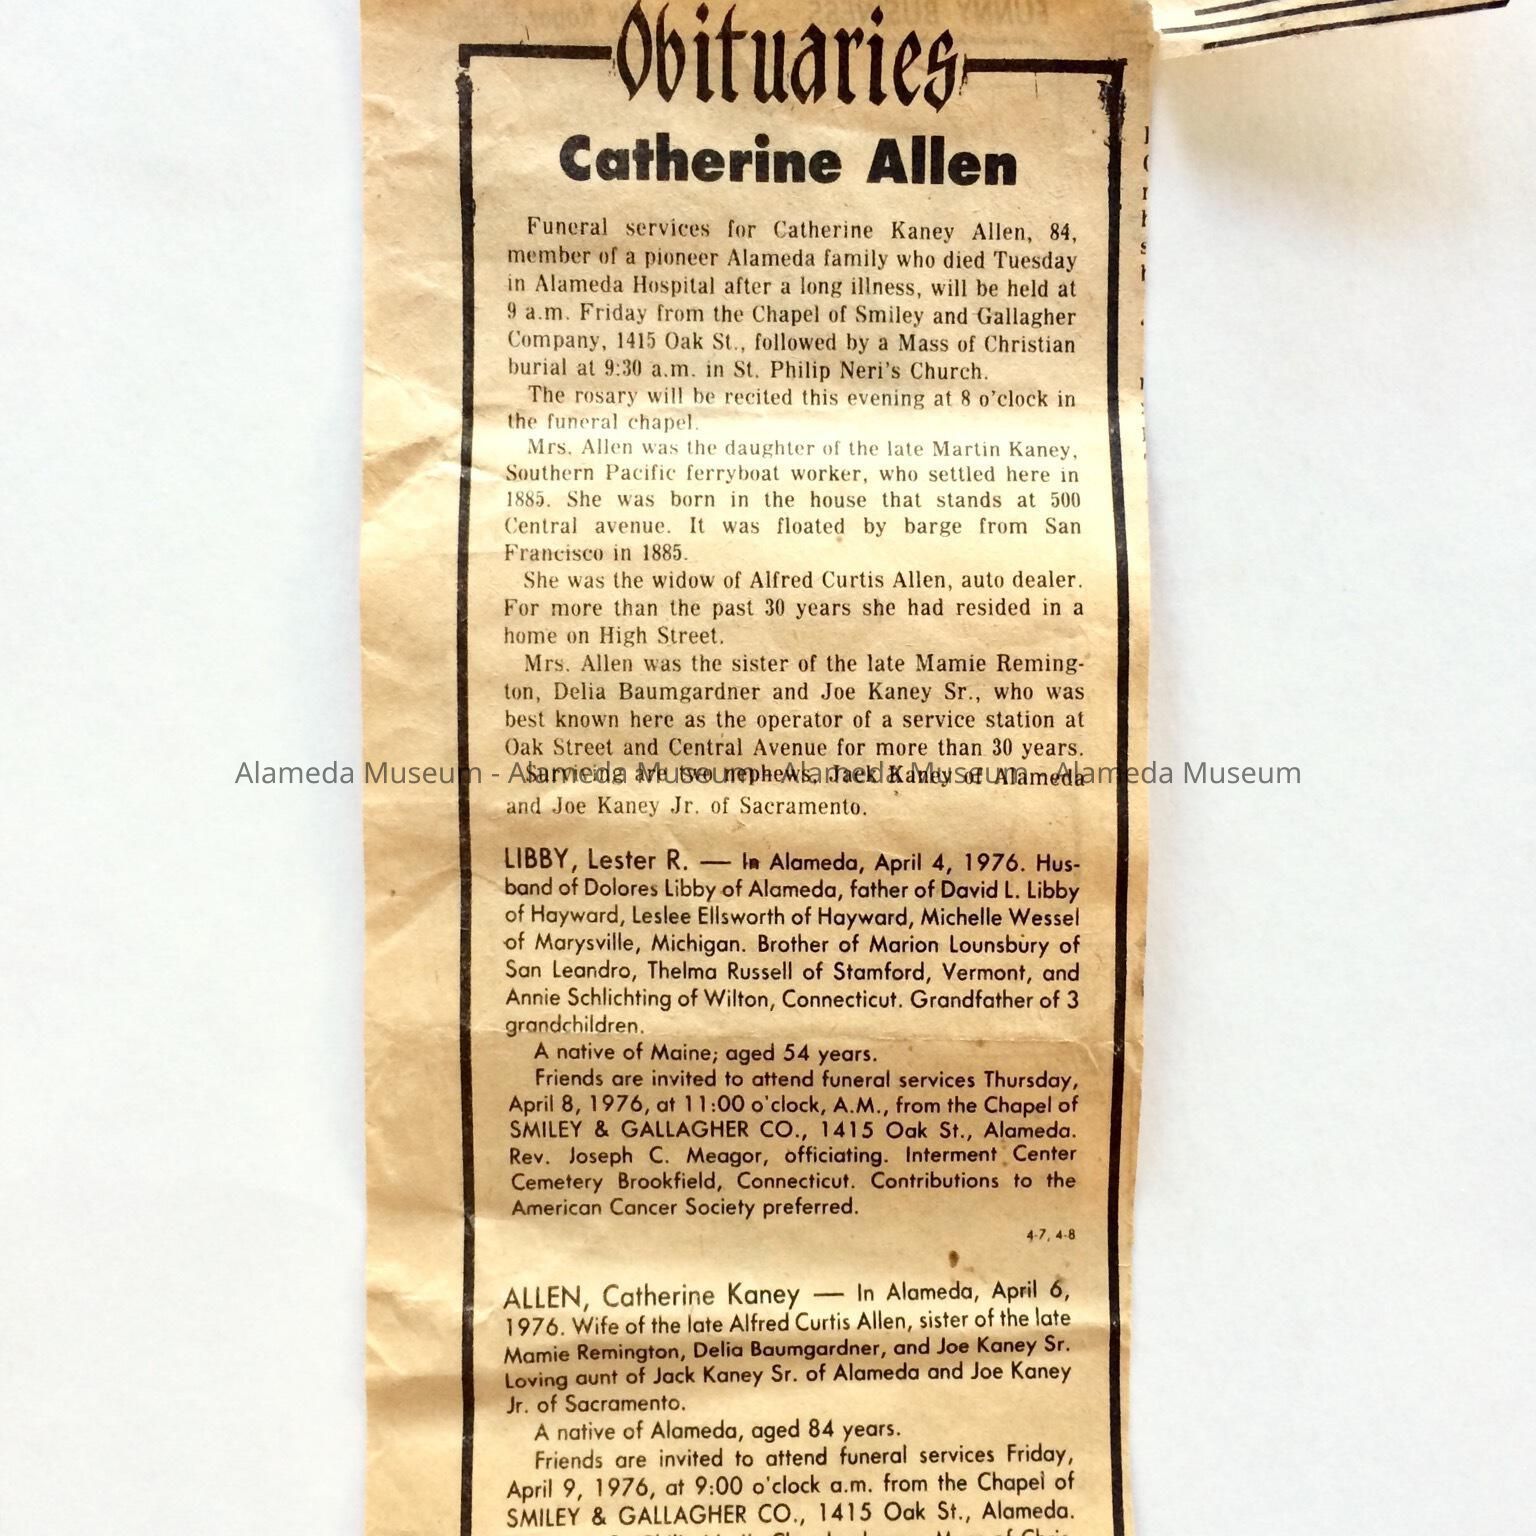 Obituaries
Catherine Allen
Funeral services for Catherine Kaney Allen, 84,
member of a pioneer Alameda family who died Tuesday
in Alameda Hospital after a long illness, will be held at
9 a.m. Friday from the Chapel of Smiley and Gallagher
Company, 1415 Oak St., followed by a Mass of Christian
burial at 9:30 a.m. in St. Philip Neri's Church.
The rosary will be recited this evening at 8 o'clock in
the funeral chapel.
Mrs. Allen was the daughter of the late Martin Kaney,
Southern Pacific ferryboat worker, who settled here in
1885. She was born in the house that stands at 500
Central avenue. It was floated by barge from San
Francisco in 1885.
She was the widow of Alfred Curtis Allen, auto dealer.
For more than the past 30 years she had resided in a
home on High Street.
Mrs. Allen was the sister of the late Mamie Reming-
ton, Delia Baumgardner and Joe Kaney Sr., who was
best known here as the operator of a service station at
Oak Street and Central Avenue for more than 30 years.
Surviving are two nephews, Jack Kaney of Alameda
Alameda Museum - Alameda Museum - Alameda Museum - Alameda Museum
and Joe Kaney Jr. of Sacramento.
LIBBY, Lester R. — In Alameda, April 4, 1976. Hus-
band of Dolores Libby of Alameda, father of David L. Libby
of Hayward, Leslee Ellsworth of Hayward, Michelle Wessel
of Marysville, Michigan. Brother of Marion Lounsbury of
San Leandro, Thelma Russell of Stamford, Vermont, and
Annie Schlichting of Wilton, Connecticut. Grandfather of 3
grandchildren.
A native of Maine; aged 54 years.
Friends are invited to attend funeral services Thursday,
April 8, 1976, at 11:00 o'clock, A.M., from the Chapel of
SMILEY & GALLAGHER CO., 1415 Oak St., Alameda.
Rev. Joseph C. Meagor, officiating. Interment Center
Cemetery Brookfield, Connecticut. Contributions to the
American Cancer Society preferred.
4-7, 4-8
ALLEN, Catherine Kaney — In Alameda, April 6,
1976. Wife of the late Alfred Curtis Allen, sister of the late
Mamie Remington, Delia Baumgardner, and Joe Kaney Sr.
Loving aunt of Jack Kaney Sr. of Alameda and Joe Kaney
Jr. of Sacramento.
A native of Alameda, aged 84 years.
Friends are invited to attend funeral services Friday,
April 9, 1976, at 9:00 o'clock a.m. from the Chapel of
SMILEY & GALLAGHER CO., 1415 Oak St., Alameda.